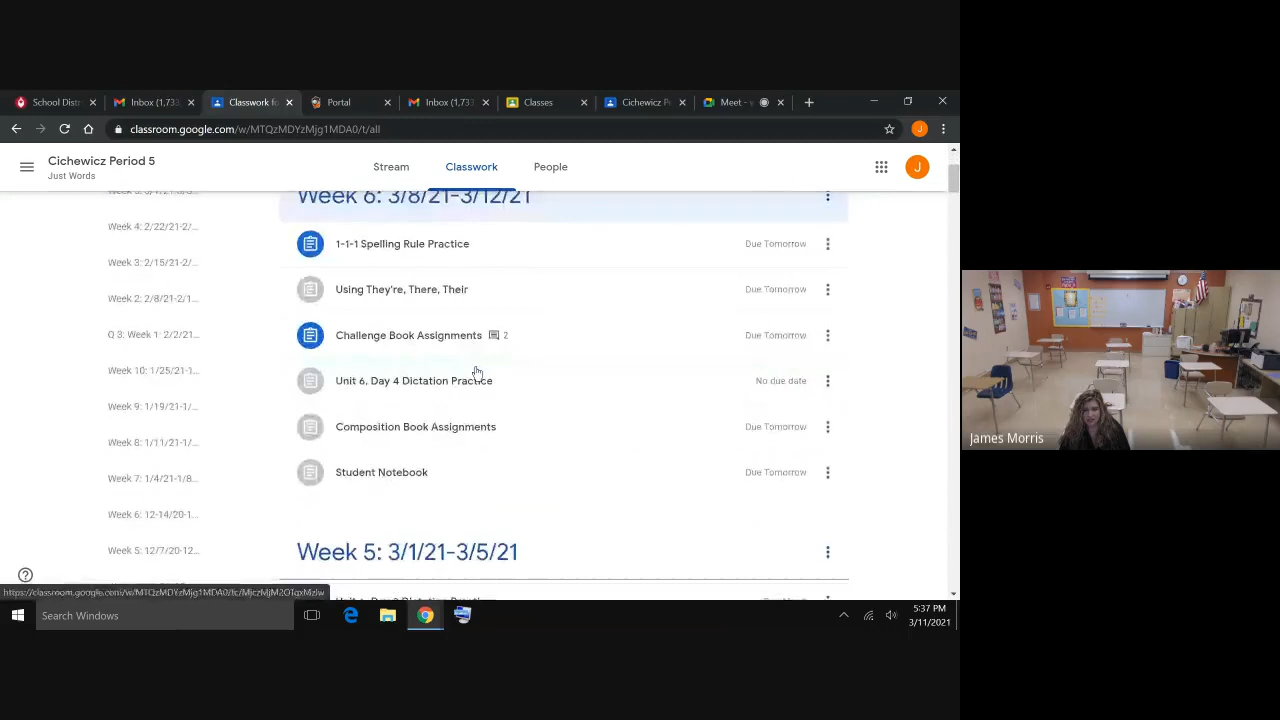 School Distr
Inbox (1,733
Classwork fo
Portal
Inbox (1,733
Classes
Cichewicz Pe
Meet -
classroom.google.com/w/MTQzMDYzMjg1MDA0/t/all
J
Cichewicz Period 5
Just Words
Stream
Classwork
People
J
Week 6: 3/8/21-3/12/21
Week 4: 2/22/21-2/...
Week 3: 2/15/21-2/...
Week 2: 2/8/21-2/1...
Q 3: Week 1: 2/2/21...
Week 10: 1/25/21-1...
Week 9: 1/19/21-1/...
Week 8: 1/11/21-1/...
Week 7: 1/4/21-1/8...
Week 6: 12-14/20-1...
Week 5: 12/7/20-12...
1-1-1 Spelling Rule Practice
Due Tomorrow
Using They're, There, Their
Due Tomorrow
Challenge Book Assignments
2
Due Tomorrow
Unit 6, Day 4 Dictation Practice
No due date
Composition Book Assignments
Due Tomorrow
Student Notebook
Due Tomorrow
Week 5: 3/1/21-3/5/21
James Morris
Search Windows
5:37 PM
3/11/2021